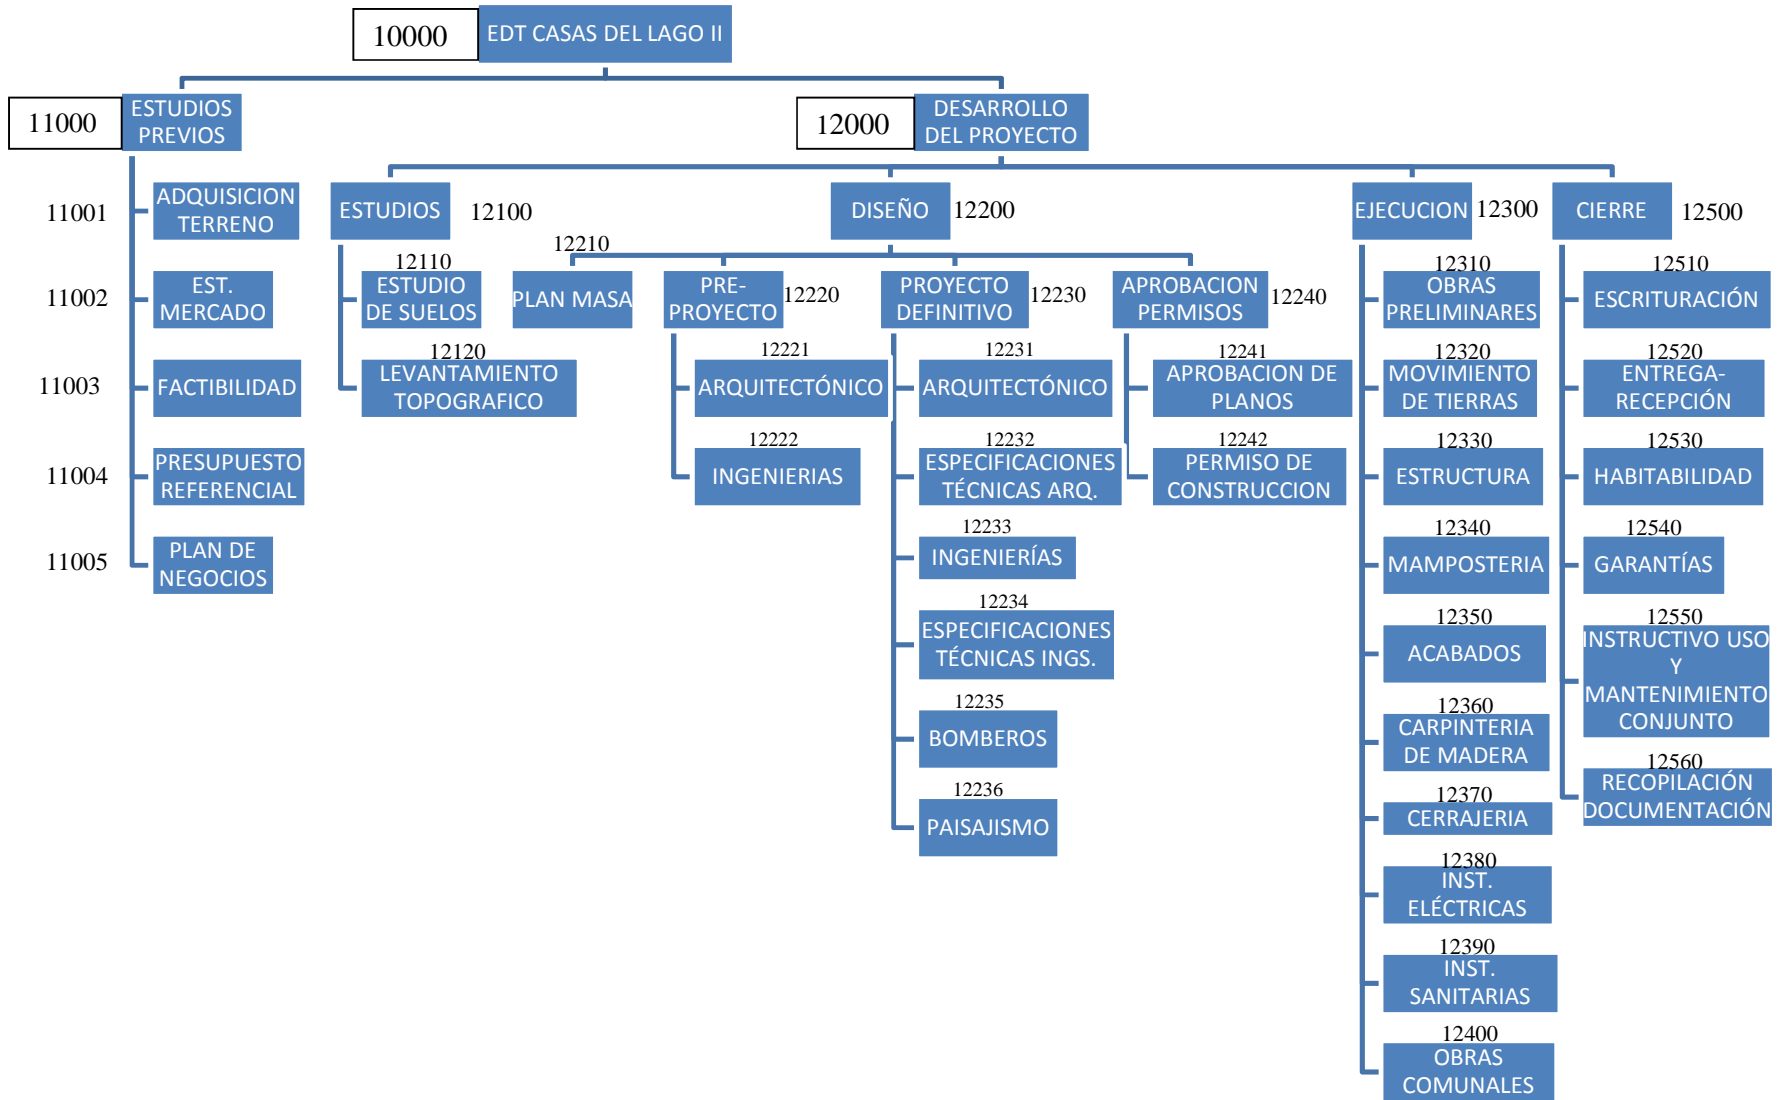 10000
EDT CASAS DEL LAGO II
11000
ESTUDIOS
PREVIOS
12000
DESARROLLO
DEL PROYECTO
11001
ADQUISICION
TERRENO
11002
EST.
MERCADO
11003
FACTIBILIDAD
11004
PRESUPUESTO
REFERENCIAL
11005
PLAN DE
NEGOCIOS
ESTUDIOS
12100
12110
ESTUDIO
DE SUELOS
12120
LEVANTAMIENTO
TOPOGRAFICO
DISEÑO
12200
12210
PLAN MASA
PRE-
PROYECTO
12220
12221
ARQUITECTÓNICO
12222
INGENIERIAS
PROYECTO
DEFINITIVO
12230
12231
ARQUITECTÓNICO
12232
ESPECIFICACIONES
TÉCNICAS ARQ.
12233
INGENIERÍAS
12234
ESPECIFICACIONES
TÉCNICAS INGS.
12235
BOMBEROS
12236
PAISAJISMO
APROBACION
PERMISOS
12240
12241
APROBACION DE
PLANOS
12242
PERMISO DE
CONSTRUCCION
EJECUCION
12300
12310
OBRAS
PRELIMINARES
12320
MOVIMIENTO
DE TIERRAS
12330
ESTRUCTURA
12340
MAMPOSTERIA
12350
ACABADOS
12360
CARPINTERIA
DE MADERA
12370
CERRAJERIA
12380
INST.
ELÉCTRICAS
12390
INST.
SANITARIAS
12400
OBRAS
COMUNALES
CIERRE
12500
12510
ESCRITURACIÓN
12520
ENTREGA-
RECEPCIÓN
12530
HABITABILIDAD
12540
GARANTÍAS
12550
INSTRUCTIVO USO
Y
MANTENIMIENTO
CONJUNTO
12560
RECOPILACIÓN
DOCUMENTACIÓN